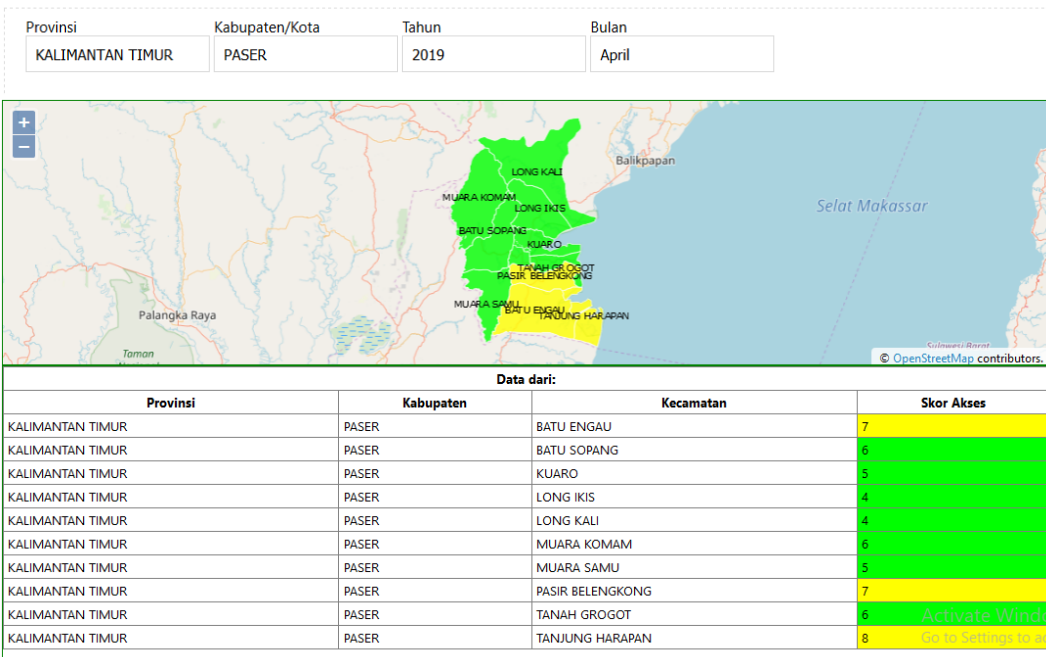 Provinsi Kabupaten/Kota Tahun Bulan
KALIMANTAN TIMUR PASER 2019 April
+
−
Balikpapan
LONG KALI
MUARA KOMAM
LONG IKIS
Selat Makassar
BATU SOPANG
KUARO
TANAH GROGOT
PASIR BELENGKONG
MUARA SAMU
BATU ENGAU
TANJUNG HARAPAN
Palangka Raya
Taman
Sulawesi Barat
© OpenStreetMap contributors.
Data dari:
Provinsi Kabupaten Kecamatan Skor Akses
KALIMANTAN TIMUR PASER BATU ENGAU 7
KALIMANTAN TIMUR PASER BATU SOPANG 6
KALIMANTAN TIMUR PASER KUARO 5
KALIMANTAN TIMUR PASER LONG IKIS 4
KALIMANTAN TIMUR PASER LONG KALI 4
KALIMANTAN TIMUR PASER MUARA KOMAM 6
KALIMANTAN TIMUR PASER MUARA SAMU 5
KALIMANTAN TIMUR PASER PASIR BELENGKONG 7
KALIMANTAN TIMUR PASER TANAH GROGOT 6
Activate
KALIMANTAN TIMUR PASER TANJUNG HARAPAN 8
Go to Settings to